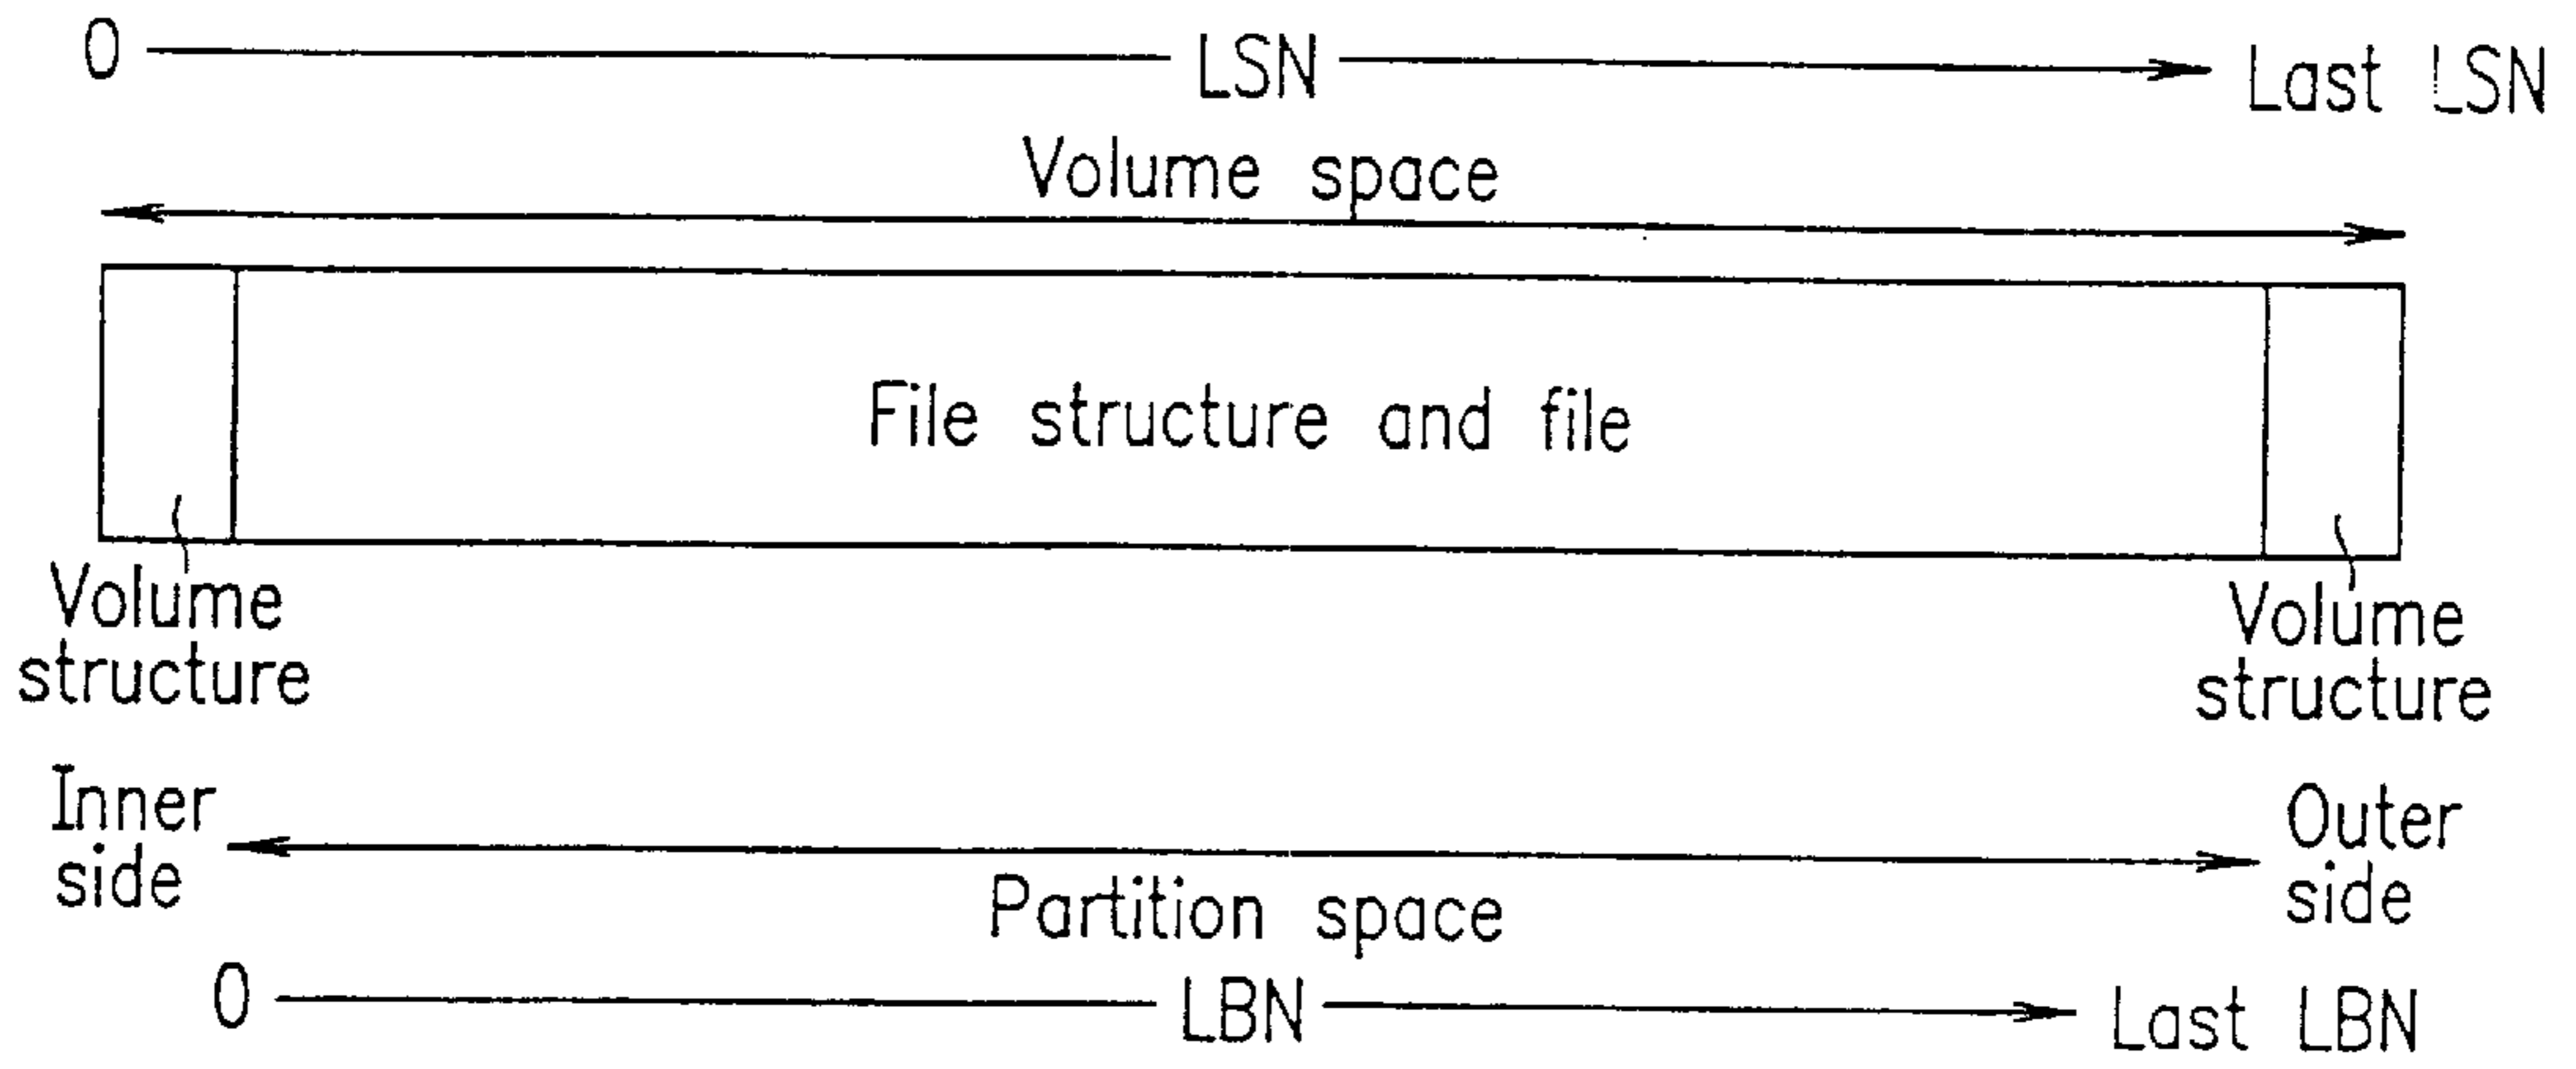 0 LSN Last LSN
Volume space
File structure and file
Volume
structure
Volume
structure
Inner
side
Outer
side
Partition space
0 LBN Last LBN